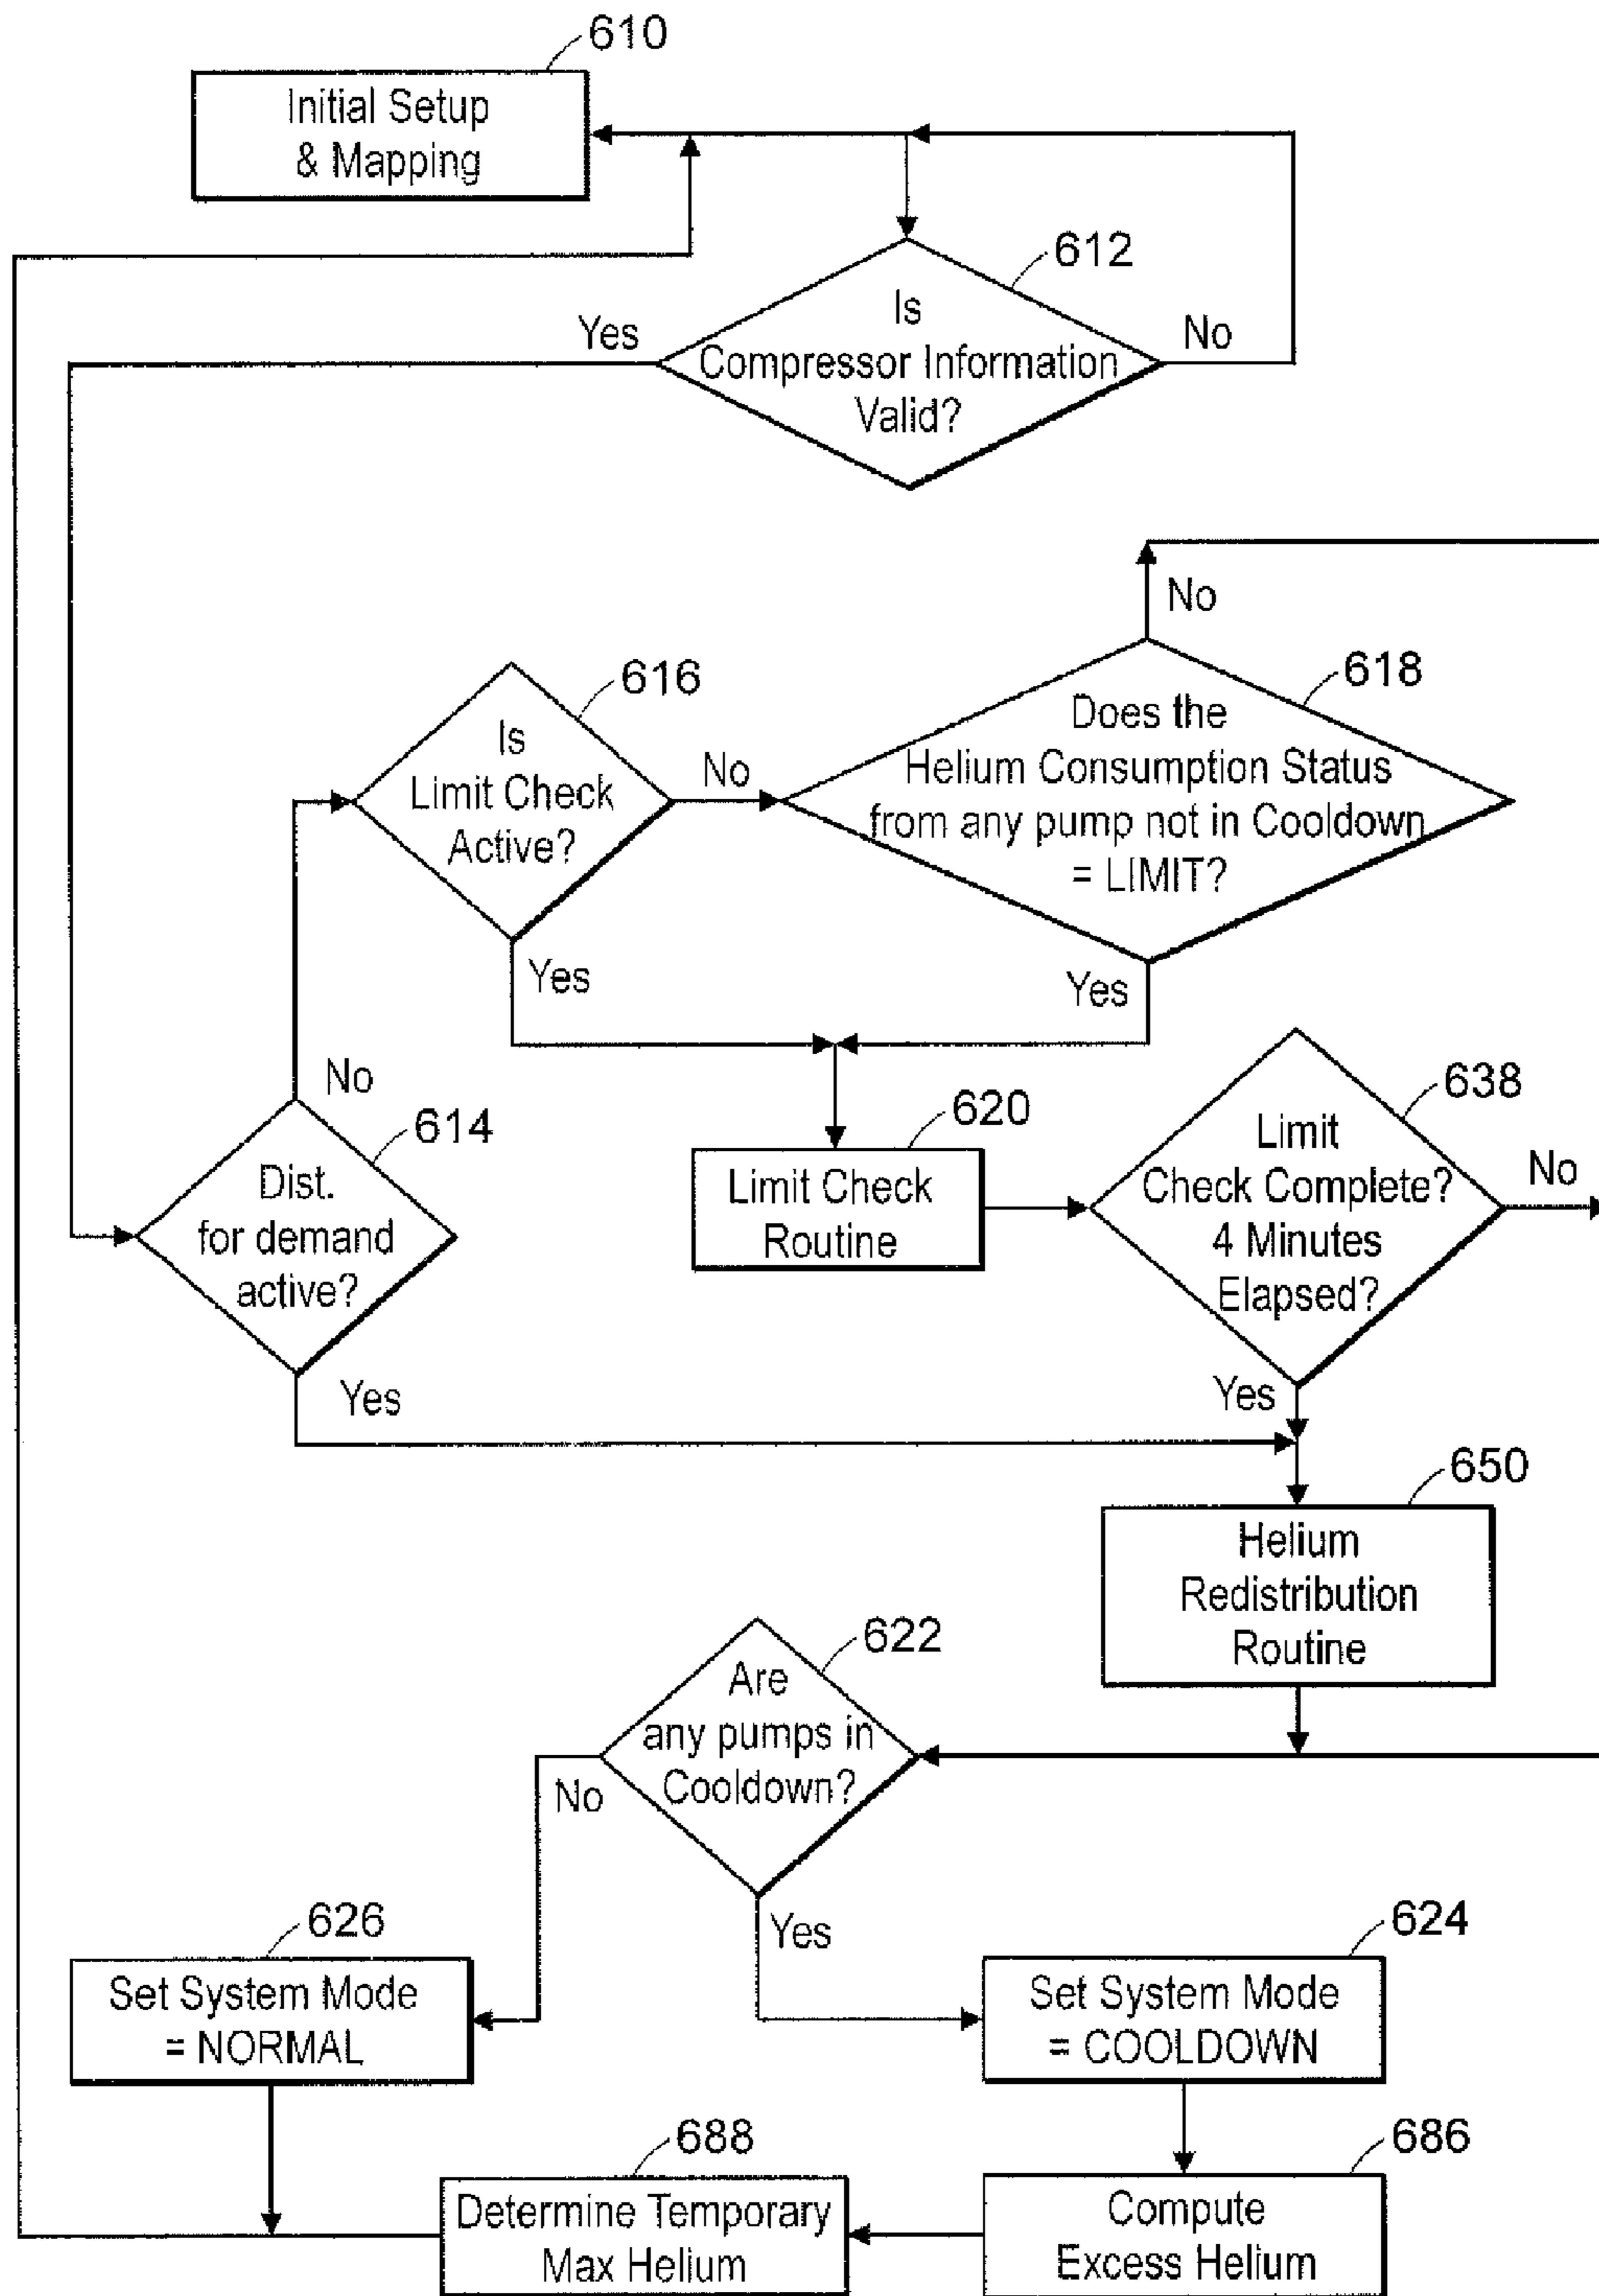 610
Initial Setup
& Mapping
612
Is
Compressor Information
Valid?
Yes
No
No
616
Is
Limit Check
Active?
No
618
Does the
Helium Consumption Status
from any pump not in Cooldown
= LIMIT?
Yes
Yes
No
614
Dist.
for demand
active?
Yes
620
Limit Check
Routine
638
Limit
Check Complete?
4 Minutes
Elapsed?
No
Yes
650
Helium
Redistribution
Routine
622
Are
any pumps in
Cooldown?
No
Yes
626
Set System Mode
= NORMAL
624
Set System Mode
= COOLDOWN
688
Determine Temporary
Max Helium
686
Compute
Excess Helium